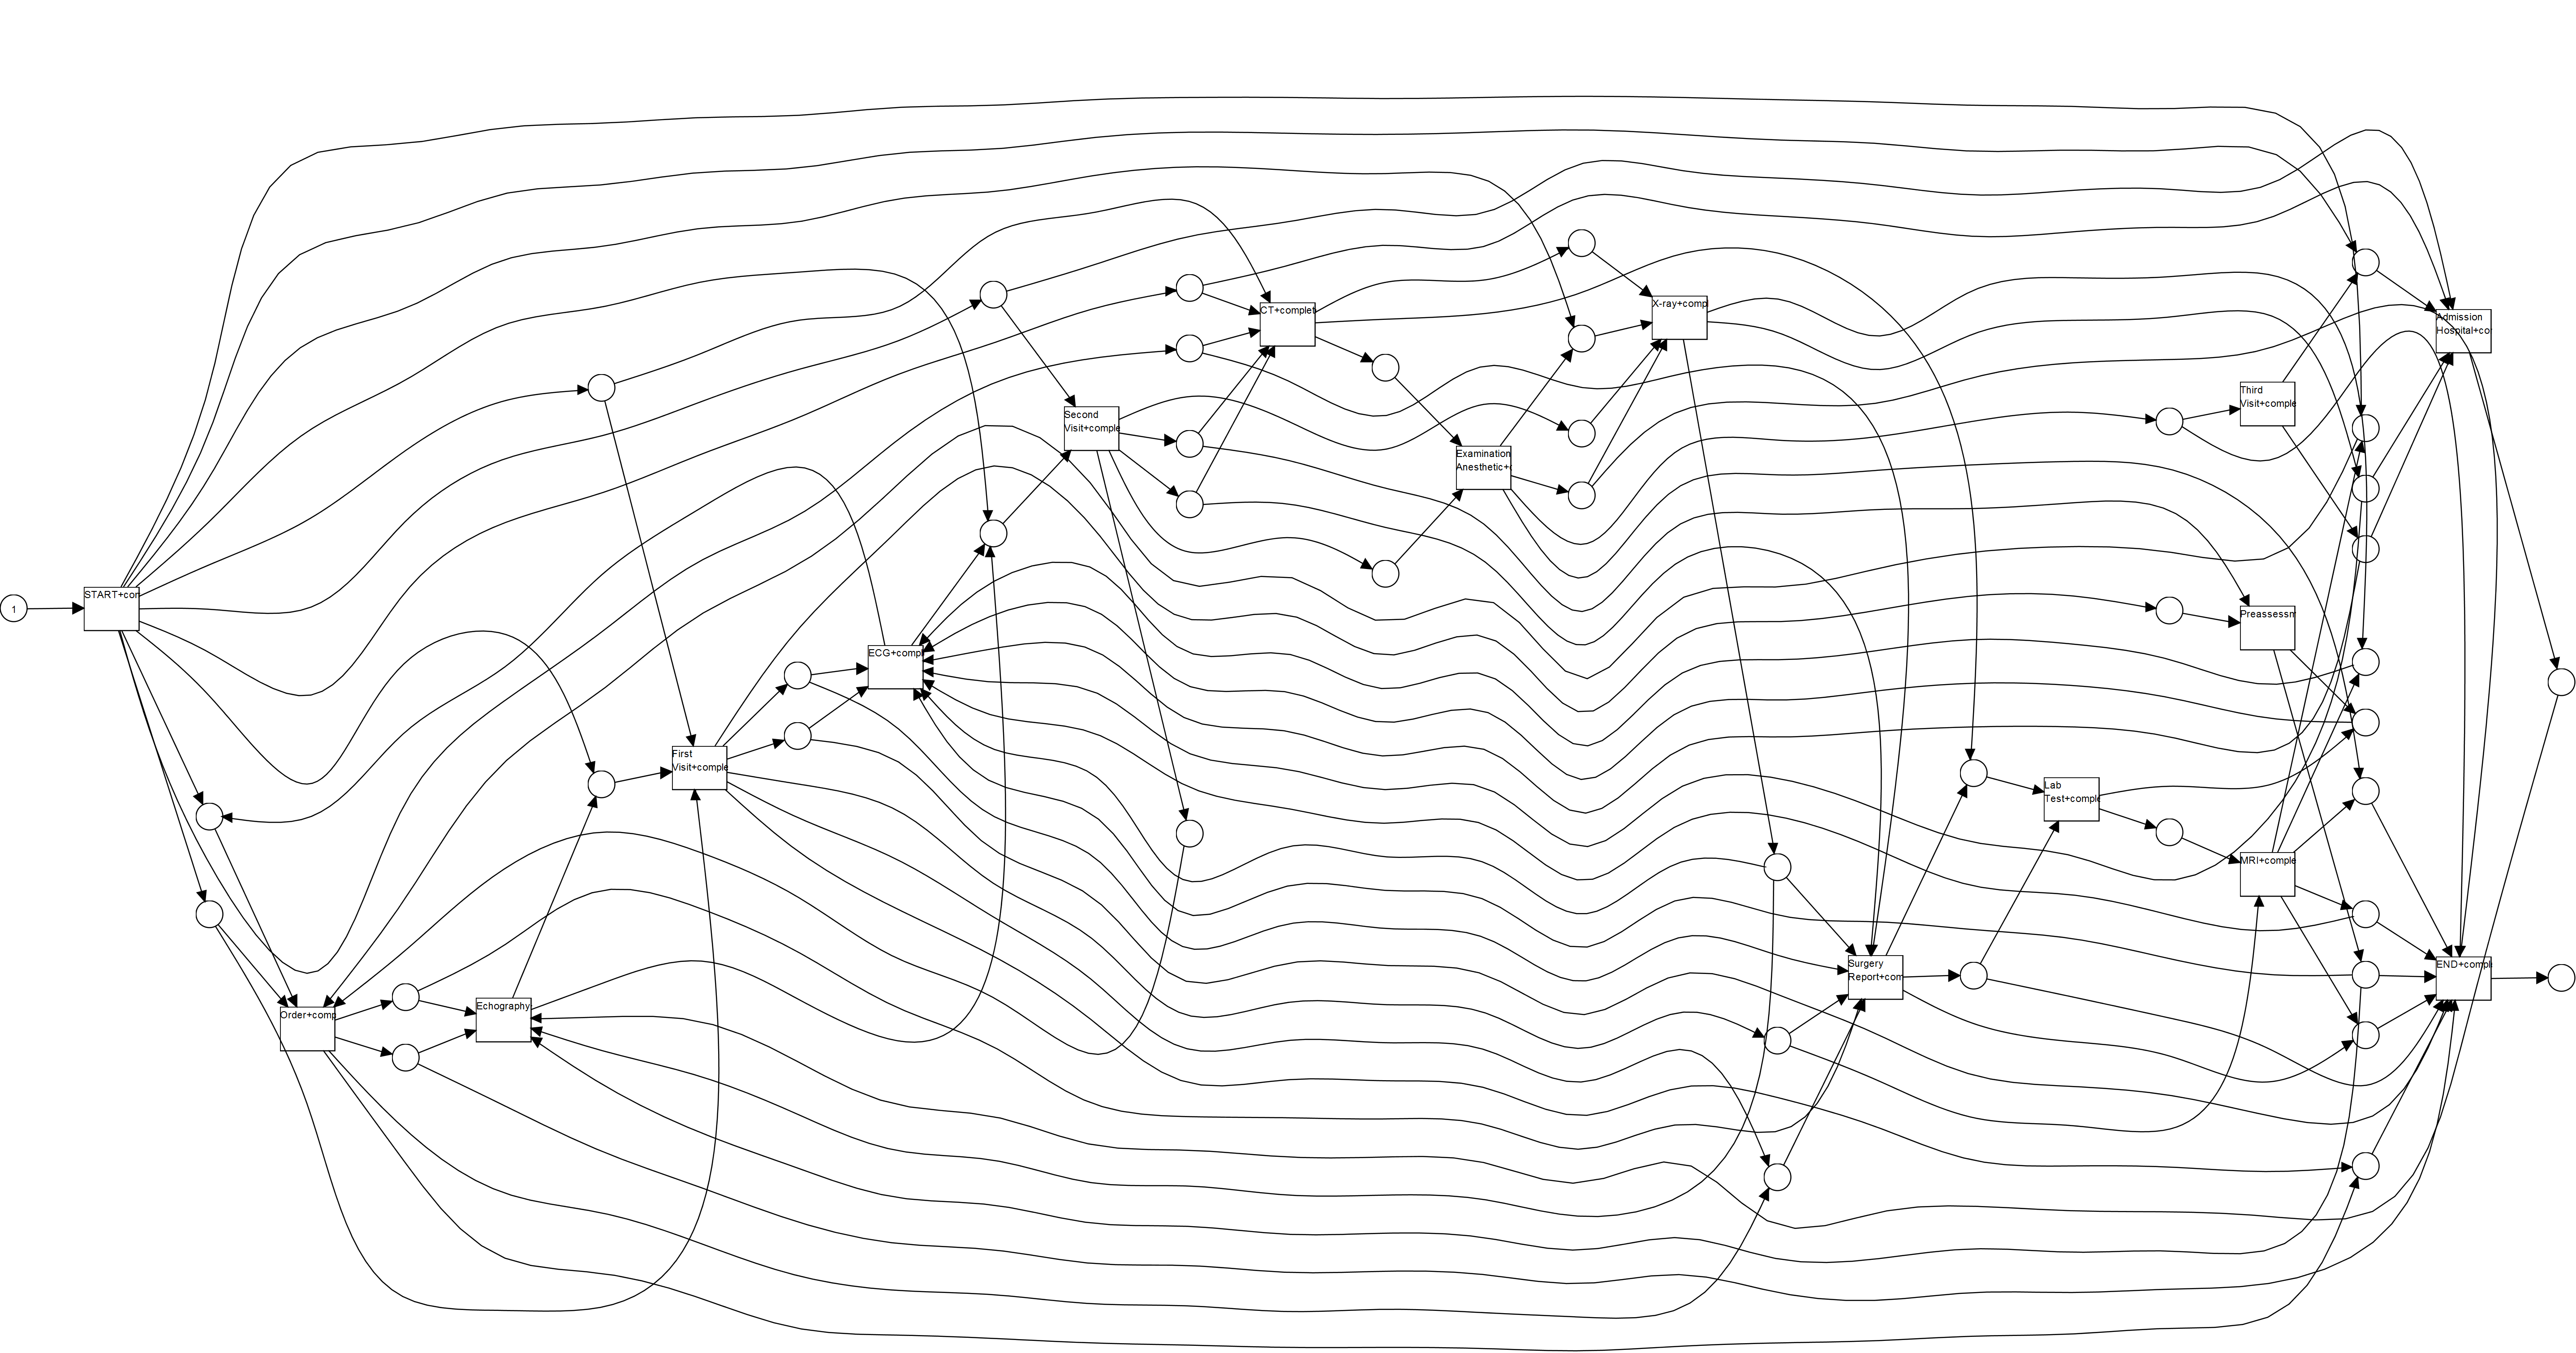 1
START+con
Order+comp
Echography
First
Visit+comple
ECG+compl
Second
Visit+comple
CT+complet
Examination
Anesthetic+c
X-ray+comp
Surgery
Report+com
Lab
Test+comple
Third
Visit+comple
Preassessn
MRI+comple
Admission
Hospital+cor
END+compl